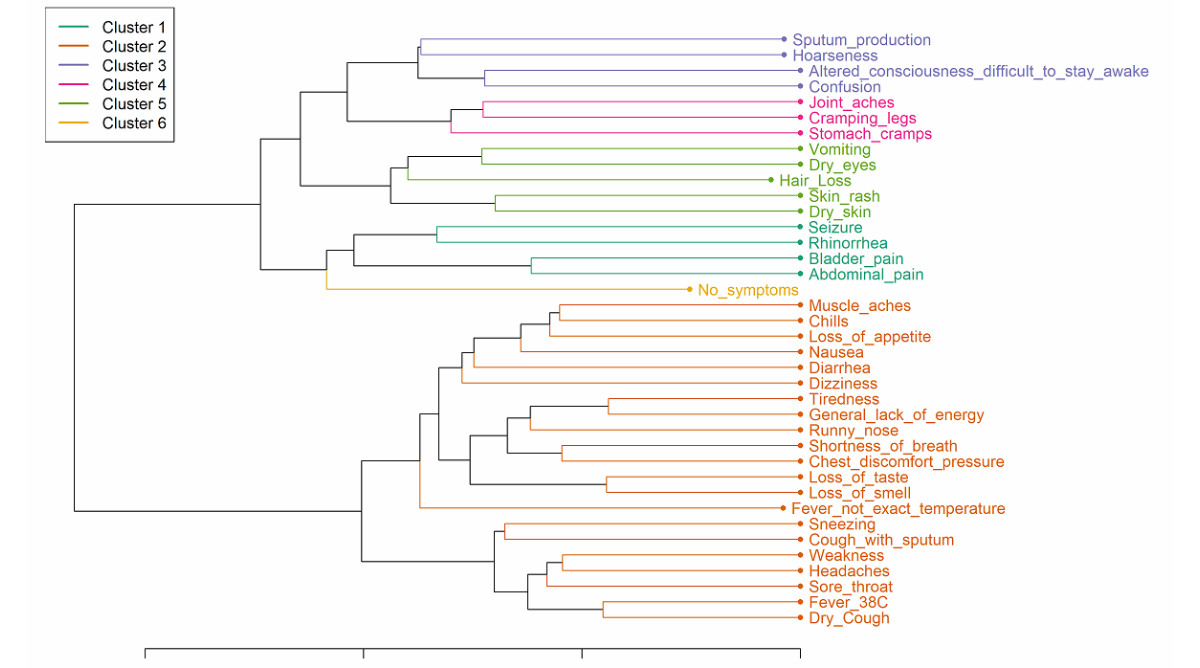 Cluster 1
Cluster 2
Cluster 3
Cluster 4
Cluster 5
Cluster 6
Sputum_production
Hoarseness
Altered_consciousness_difficult_to_stay_awake
Confusion
Joint_aches
Cramping_legs
Stomach_cramps
Vomiting
Dry_eyes
Hair_Loss
Skin_rash
Dry_skin
Seizure
Rhinorrhea
Bladder_pain
Abdominal_pain
No_symptoms
Muscle_aches
Chills
Loss_of_appetite
Nausea
Diarrhea
Dizziness
Tiredness
General_lack_of_energy
Runny_nose
Shortness_of_breath
Chest_discomfort_pressure
Loss_of_taste
Loss_of_smell
Fever_not_exact_temperature
Sneezing
Cough_with_sputum
Weakness
Headaches
Sore_throat
Fever_38C
Dry_Cough